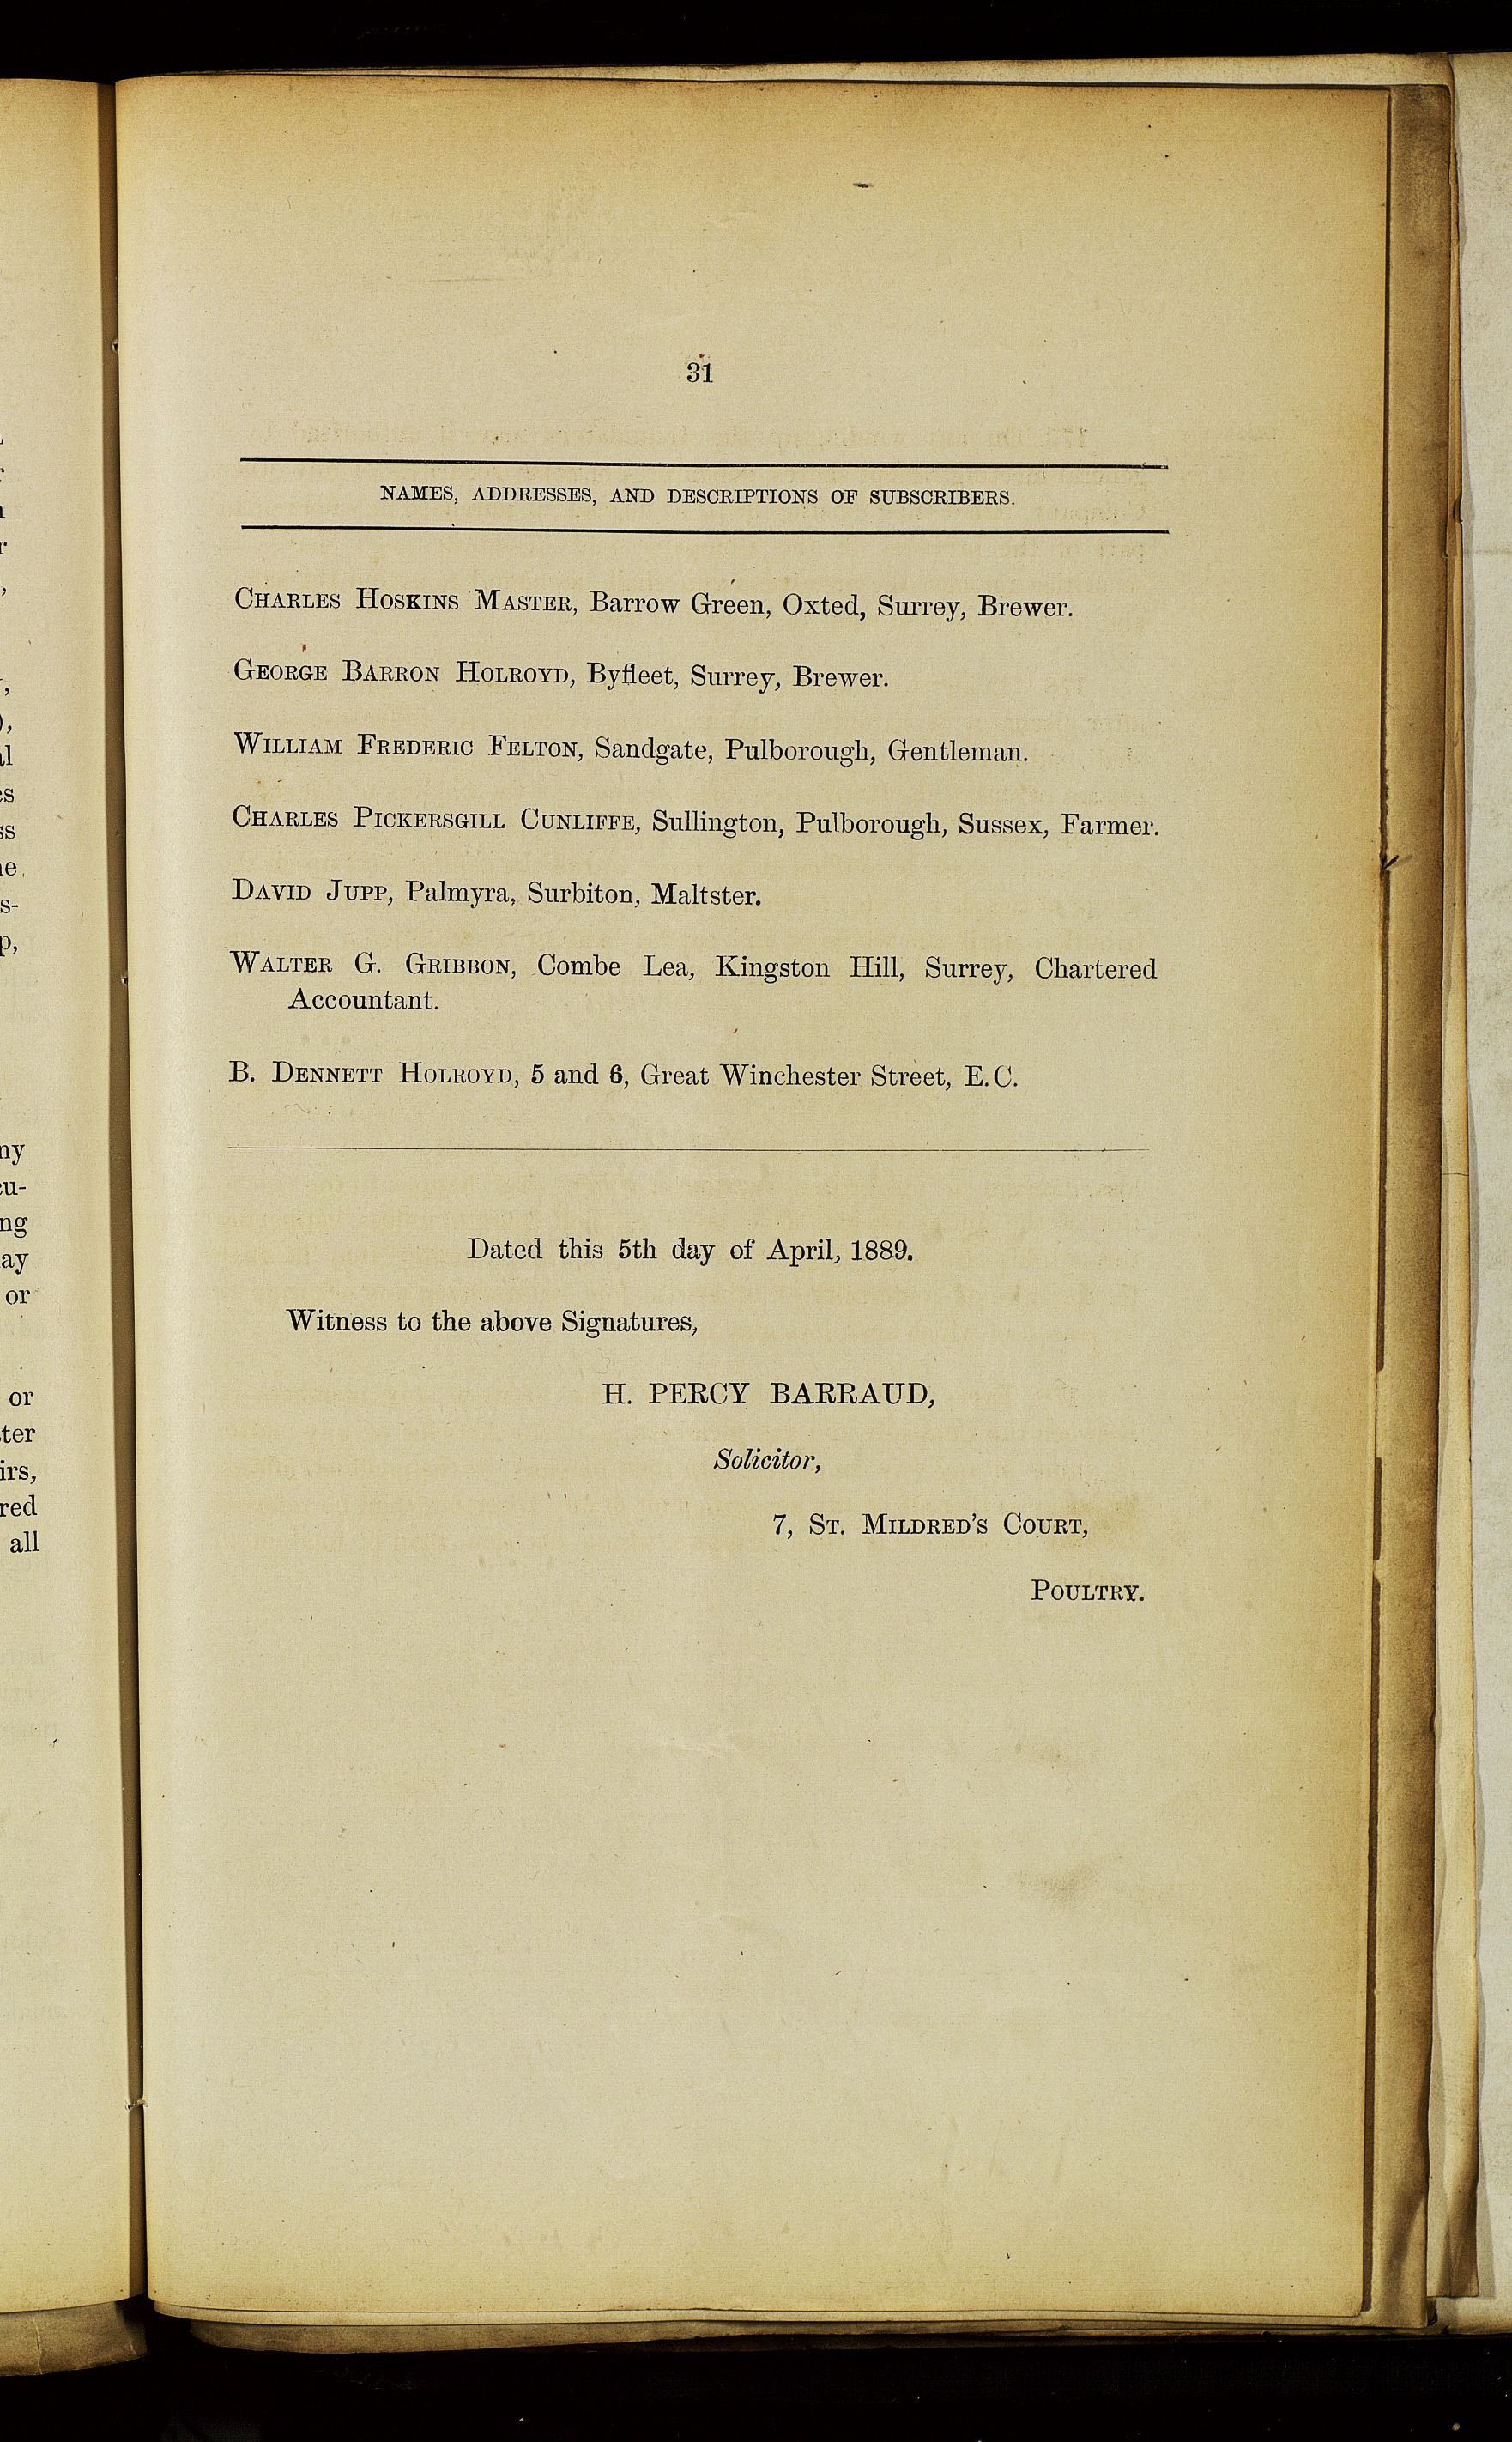 31
NAMES, ADDRESSES, AND DESCRIPTIONS OF SUBSCRIBERS.
CHARLES HOSKINS MASTER, Barrow Green, Oxted, Surrey, Brewer.
GEORGE BARRON HOLROYD, Byfleet, Surrey, Brewer.
WILLIAM FREDERIC FELTON, Sandgate, Pulborough, Gentleman.
CHARLES PICKERSGILL CUNLIFFE, Sullington, Pulborough, Sussex, Farmer.
DAVID JUPP, Palmyra, Surbiton, Maltster.
WALTER G. GRIBBON, Combe Lea, Kingston Hill, Surrey, Chartered
Accountant.
B. DENNETT HOLROYD, 5 and 6, Great Winchester Street, E.C.
Dated this 5th day of April, 1889.
Witness to the above Signatures,
H. PERCY BARRAUD,
Solicitor,
7, ST. MILDRED'S COURT,
POULTRY.